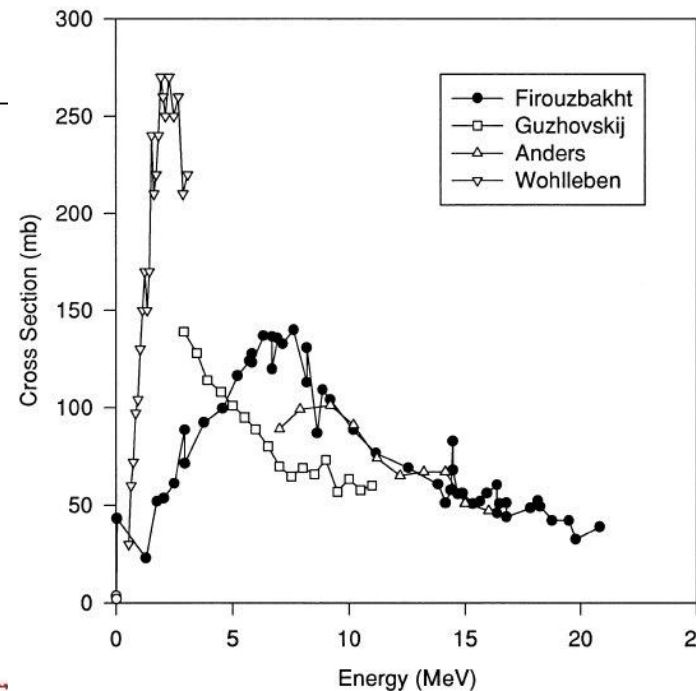 300
250
200
150
100
50
0
Cross Section (mb)
Firouzbakht
Guzhovskij
Anders
Wohlleben
0 5 10 15 20
Energy (MeV)